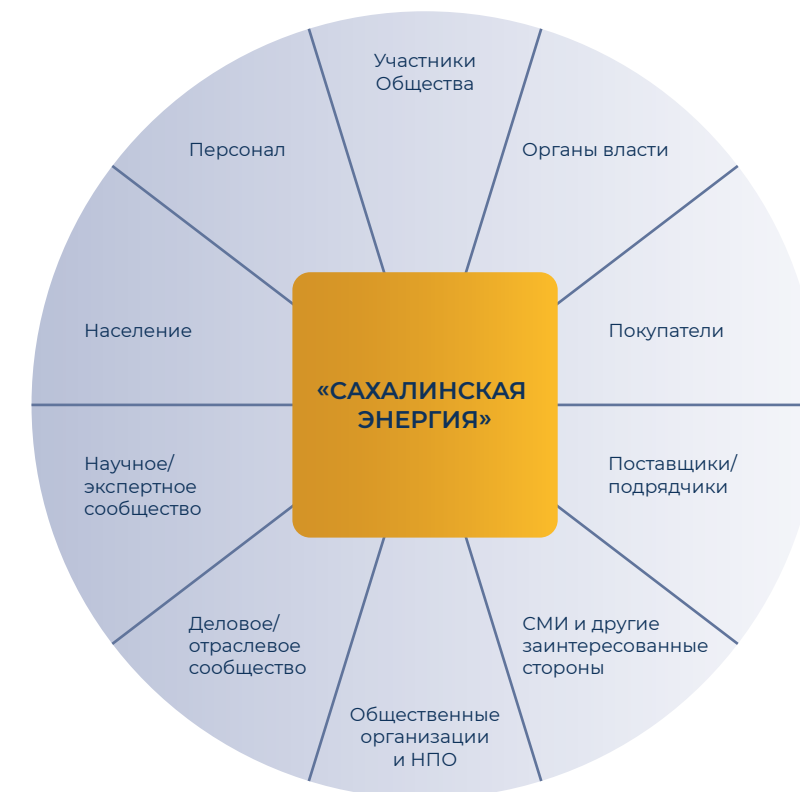 Участники
Общества
Органы власти
Покупатели
Поставщики/
подрядчики
СМИ и другие
заинтересованные
стороны
Общественные
организации
и НПО
Деловое/
отраслевое
сообщество
Научное/
экспертное
сообщество
Население
Персонал
«САХАЛИНСКАЯ
ЭНЕРГИЯ»